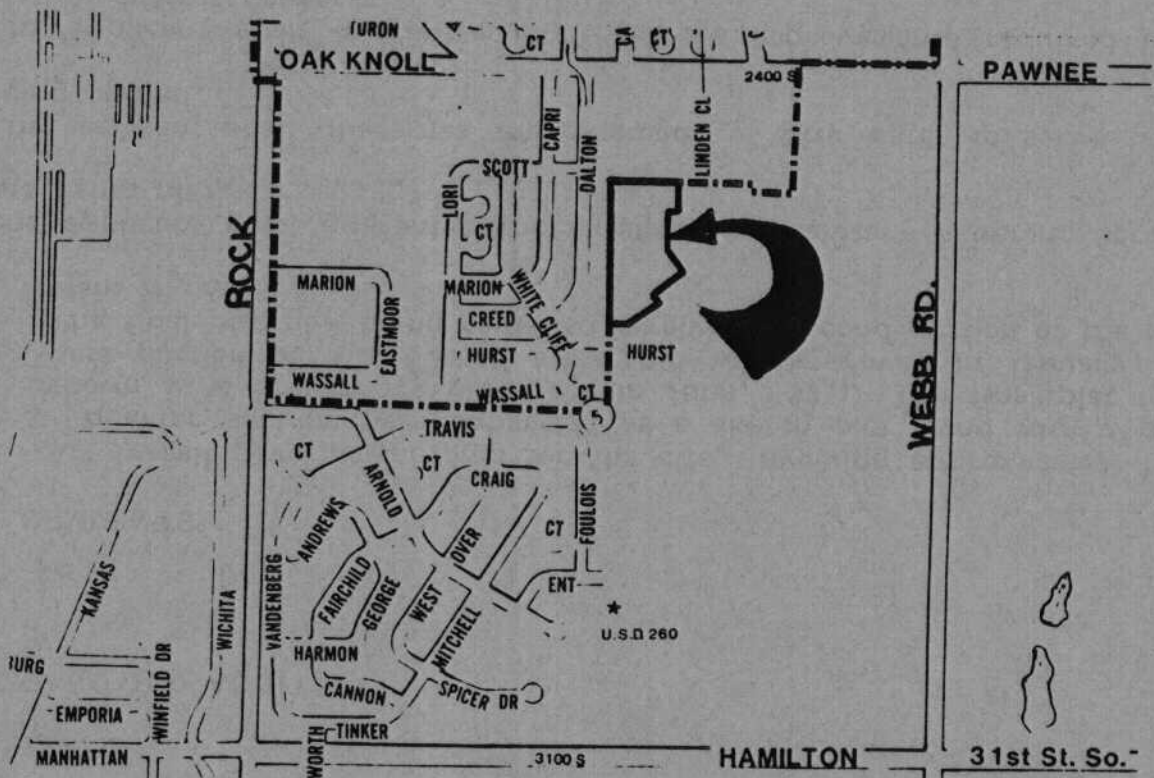 TURON
OAK KNOLL
CT
CA
CT
2400 S
PAWNEE
CAPRI
DALTON
LINDEN CL
SCOTT
LORI
CT
ROCK
MARION
EASTMOOR
MARION
WHITE CLIFF
CREED
HURST
HURST
WASSALL
WASSALL
CT
5
WEBB RD.
TRAVIS
CT
CT
CRAIG
ARNOLD
ANDREWS
OVER
CT
FOULOIS
FAIRCHILD
GEORGE
WEST
ENT
U.S.D 260
KANSAS
WICHITA
VANDENBERG
HARMON
MITCHELL
BURG
WINFIELD DR
CANNON
SPICER DR
EMPORIA
TINKER
MANHATTAN
WORTH
3100 S
HAMILTON
31st St. So.